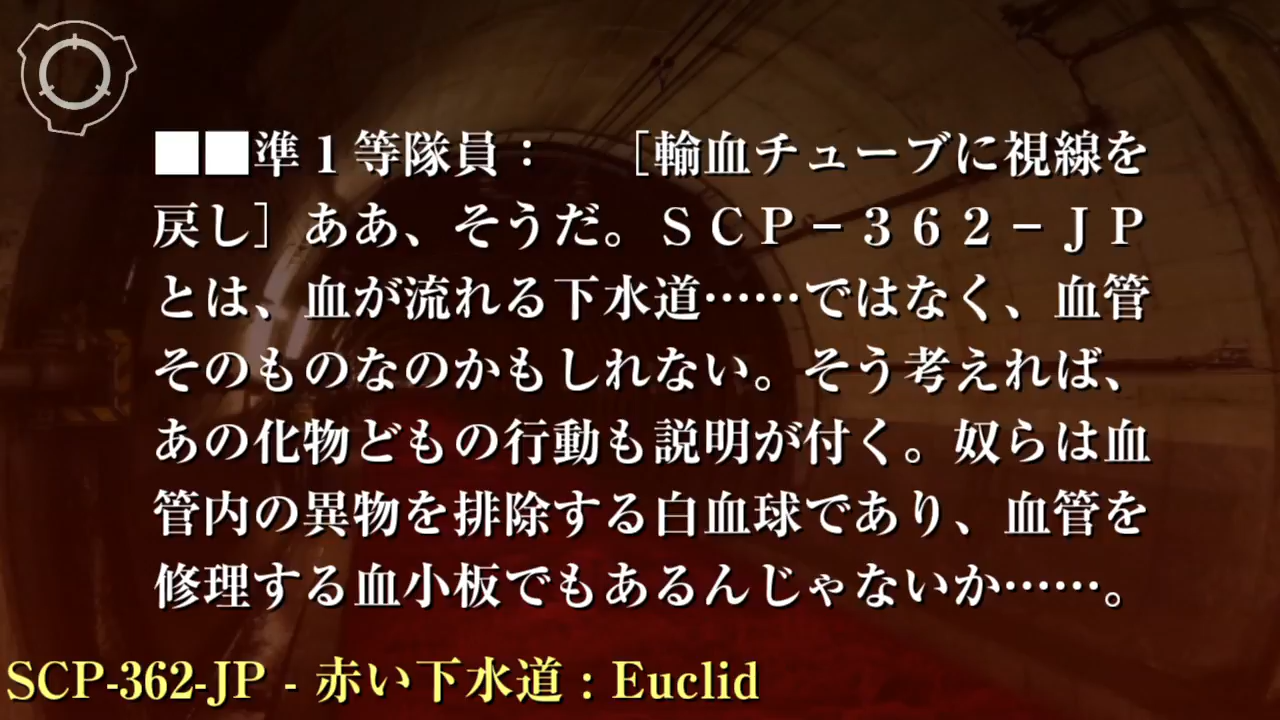 ■■準１等隊員：　［輸血チューブに視線を
戻し］ああ、そうだ。ＳＣＰ－３６２－ＪＰ
とは、血が流れる下水道……ではなく、血管
そのものなのかもしれない。そう考えれば、
あの化物どもの行動も説明が付く。奴らは血
管内の異物を排除する白血球であり、血管を
修理する血小板でもあるんじゃないか……。
SCP-362-JP - 赤い下水道 : Euclid